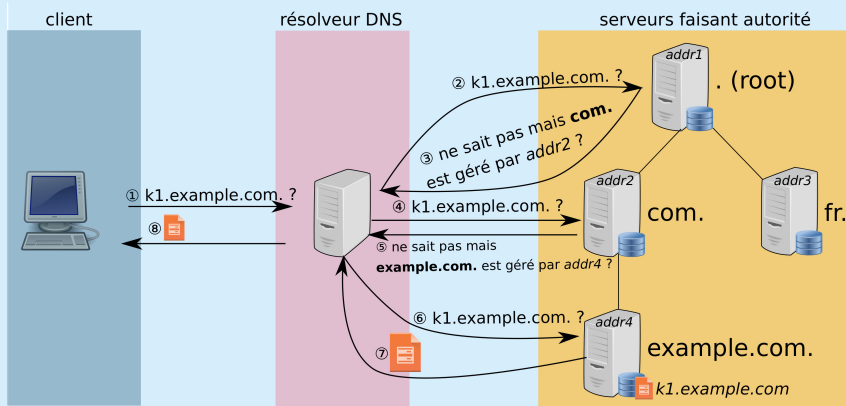 client
résolveur DNS
serveurs faisant autorité
addr1
. (root)
② k1.example.com. ?
③ ne sait pas mais com.
est géré par addr2 ?
① k1.example.com. ?
⑧
④ k1.example.com. ?
addr2
com.
addr3
fr.
⑤ ne sait pas mais
example.com. est géré par addr4 ?
⑥ k1.example.com. ?
⑦
addr4
example.com.
k1.example.com